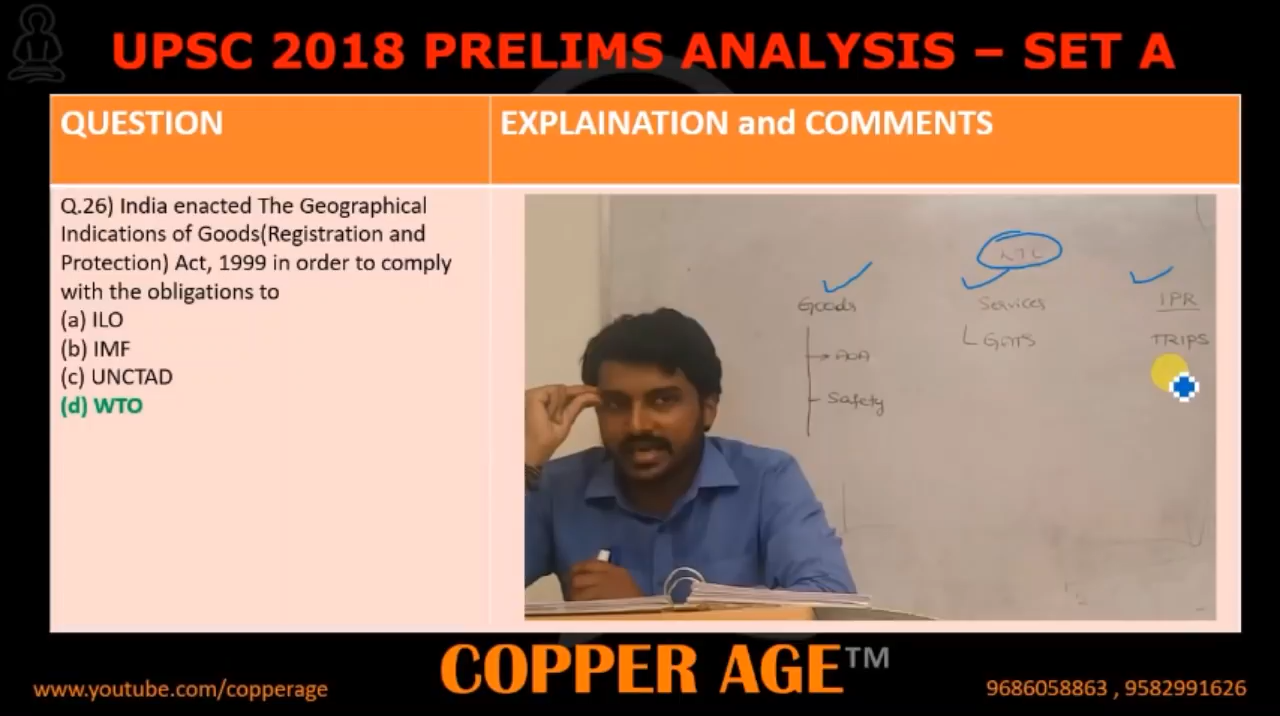 UPSC 2018 PRELIMS ANALYSIS – SET A
QUESTION
EXPLAINATION and COMMENTS
Q.26) India enacted The Geographical
Indications of Goods(Registration and
Protection) Act, 1999 in order to comply
with the obligations to
(a) ILO
(b) IMF
(c) UNCTAD
(d) WTO
Goods
Services
IPR
AOA
TRIPS
Safety
COPPER AGE™
www.youtube.com/copperage
9686058863 , 9582991626